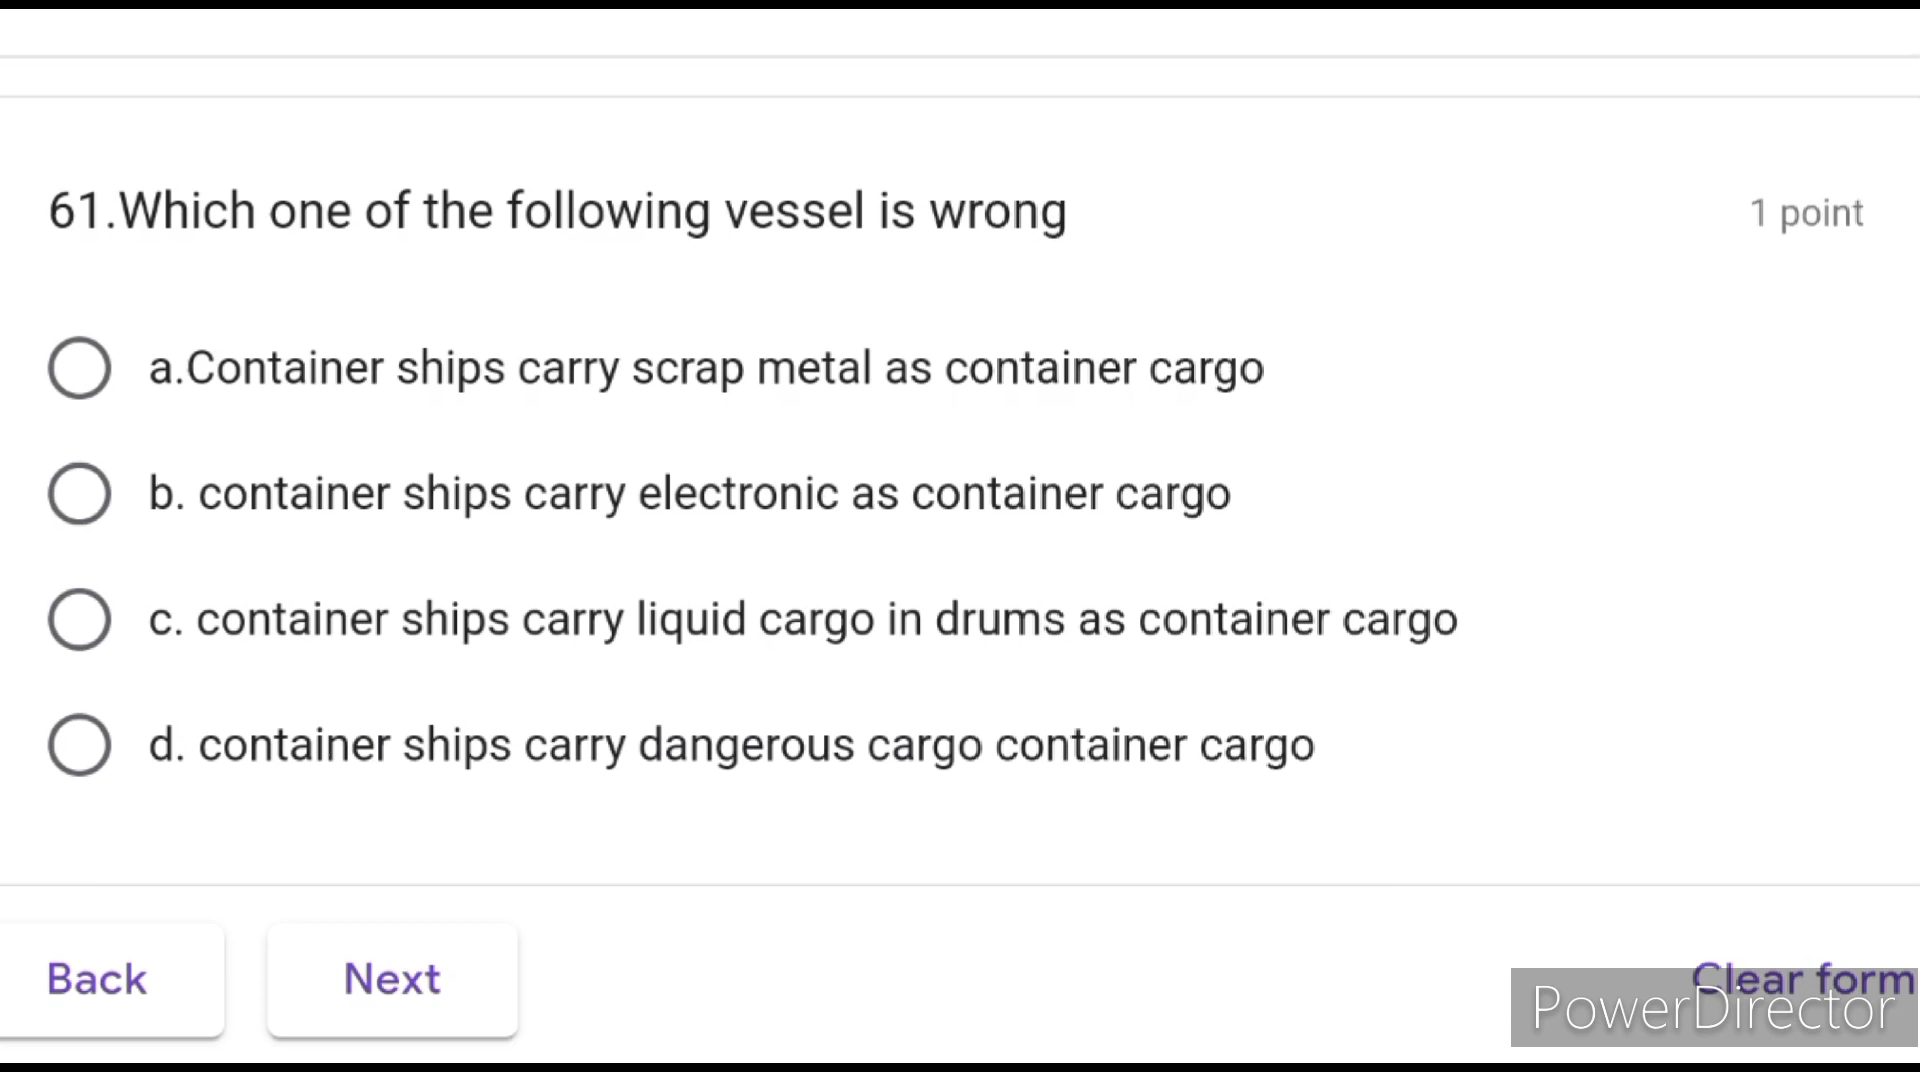 61.Which one of the following vessel is wrong
1 point
a.Container ships carry scrap metal as container cargo
b. container ships carry electronic as container cargo
c. container ships carry liquid cargo in drums as container cargo
d. container ships carry dangerous cargo container cargo
Back
Next
Clear form
PowerDirector